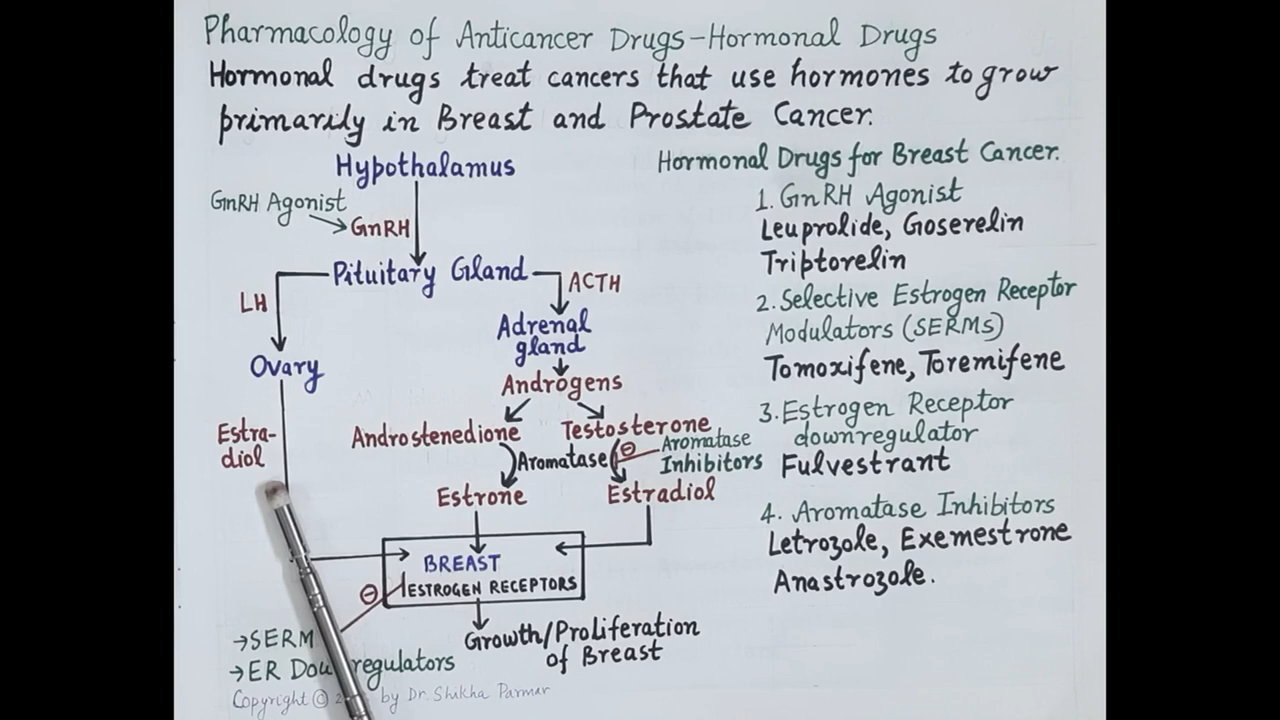 Pharmacology of Anticancer Drugs-Hormonal Drugs
Hormonal drugs treat cancers that use hormones to grow
primarily in Breast and Prostate Cancer.
Hypothalamus
GnRH Agonist
GnRH
Pituitary Gland
LH
ACTH
Ovary
Adrenal
gland
Androgens
Estra-
diol
Androstenedione
Testosterone
Aromatase
⊖
Aromatase
Inhibitors
Estrone
Estradiol
BREAST
ESTROGEN RECEPTORS
⊖
→SERM
→ER regulators
Growth/Proliferation
of Breast
Hormonal Drugs for Breast Cancer.
1. GnRH Agonist
Leuprolide, Goserelin
Triptorelin
2. Selective Estrogen Receptor
Modulators (SERMs)
Tomoxifene, Toremifene
3. Estrogen Receptor
downregulator
Fulvestrant
4. Aromatase Inhibitors
Letrozole, Exemestrone
Anastrozole.
Copyright © by Dr. Shikha Parmar